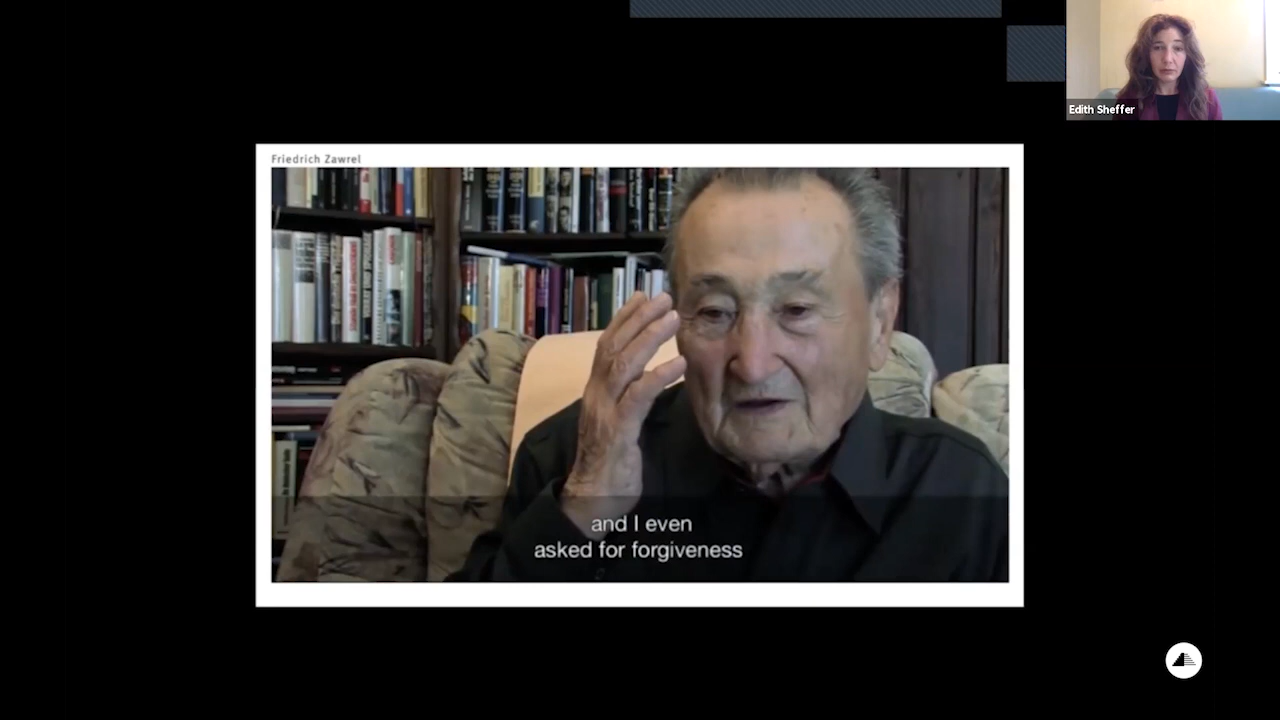 Edith Sheffer
Friedrich Zawrel
and I even
asked for forgiveness